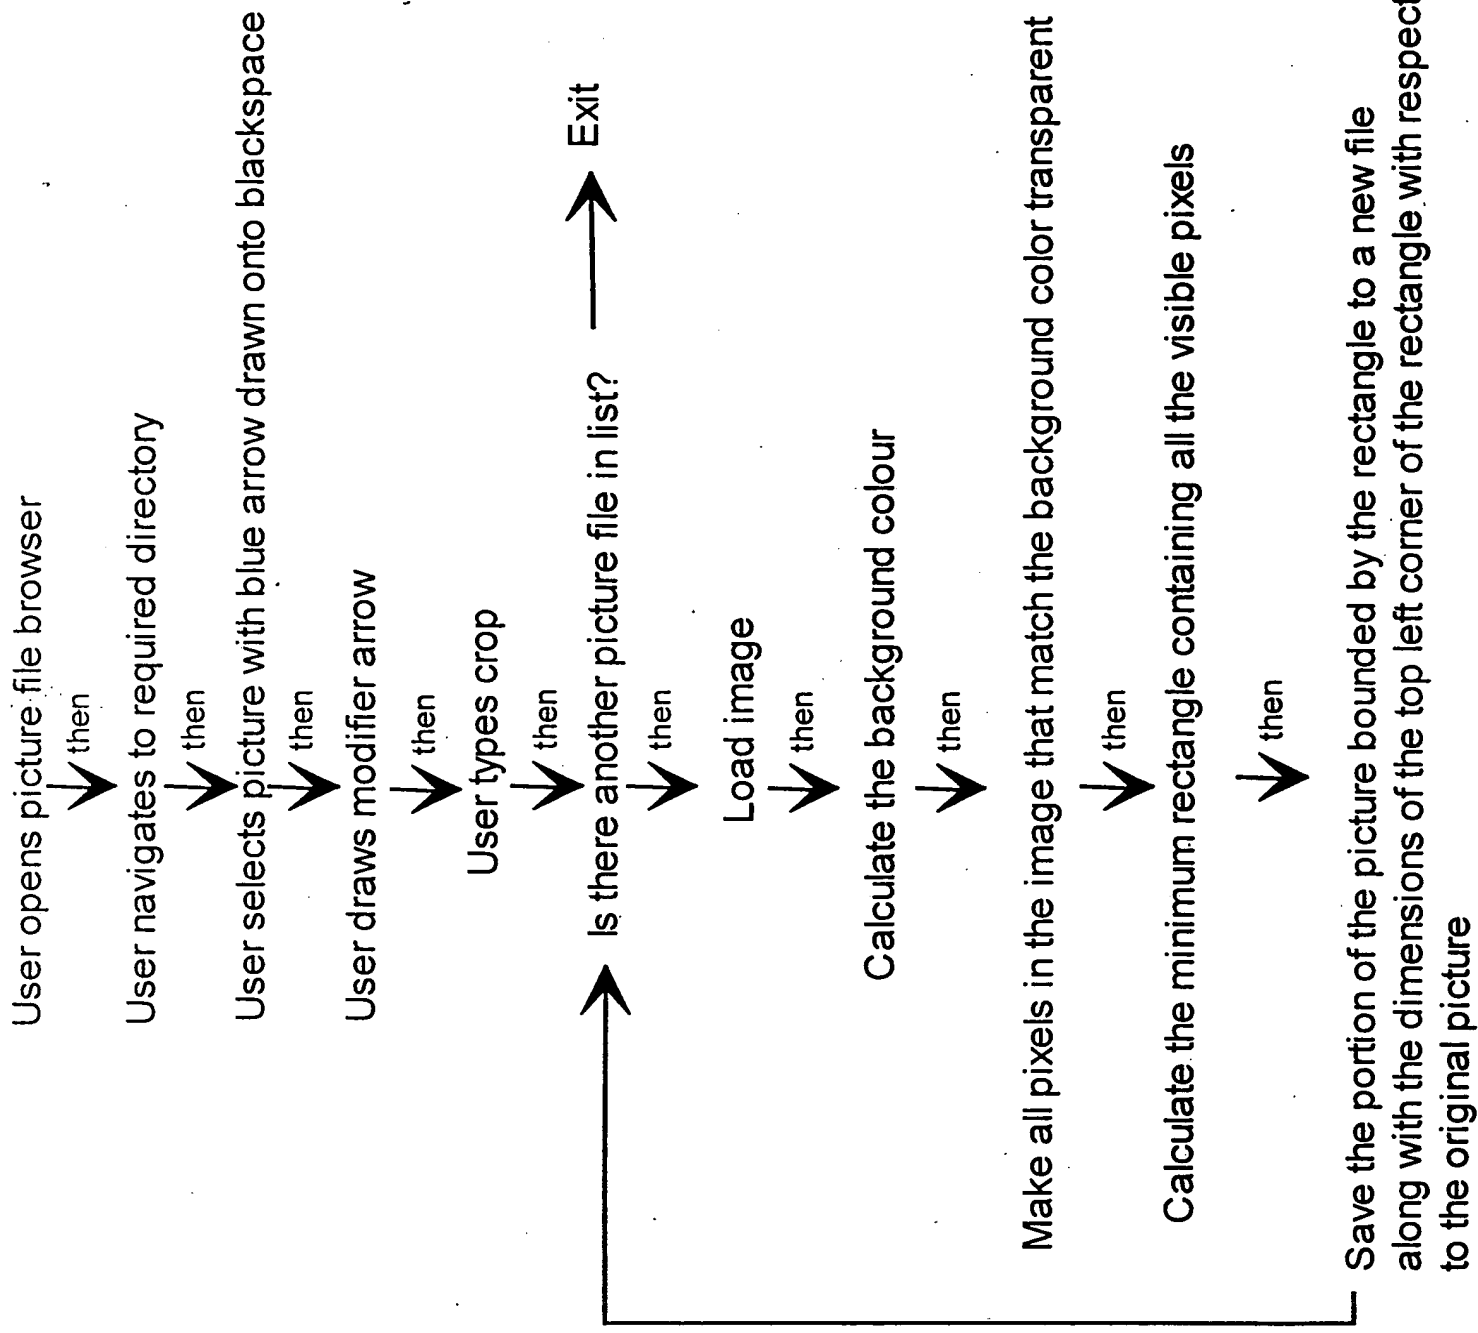 User opens picture file browser
then
User navigates to required directory
then
User selects picture with blue arrow drawn onto blackspace
then
User draws modifier arrow
then
User types crop
then
Is there another picture file in list?
Exit
then
Load image
then
Calculate the background colour
then
Make all pixels in the image that match the background color transparent
then
Calculate the minimum rectangle containing all the visible pixels
then
Save the portion of the picture bounded by the rectangle to a new file
along with the dimensions of the top left corner of the rectangle with respect
to the original picture